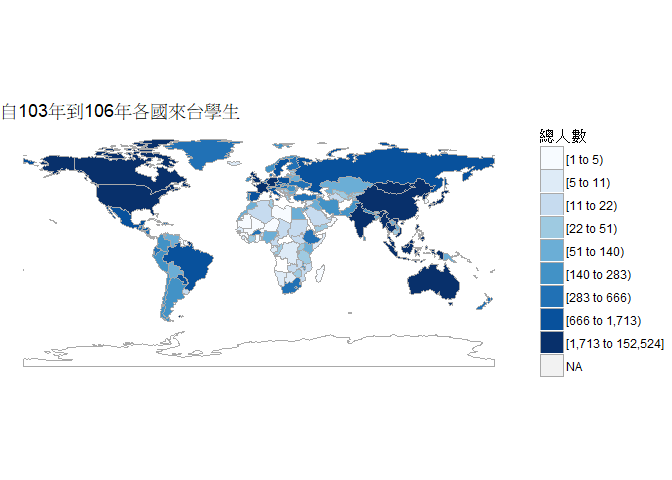 自103年到106年各國來台學生
總人數
[1 to 5)
[5 to 11)
[11 to 22)
[22 to 51)
[51 to 140)
[140 to 283)
[283 to 666)
[666 to 1,713)
[1,713 to 152,524]
NA